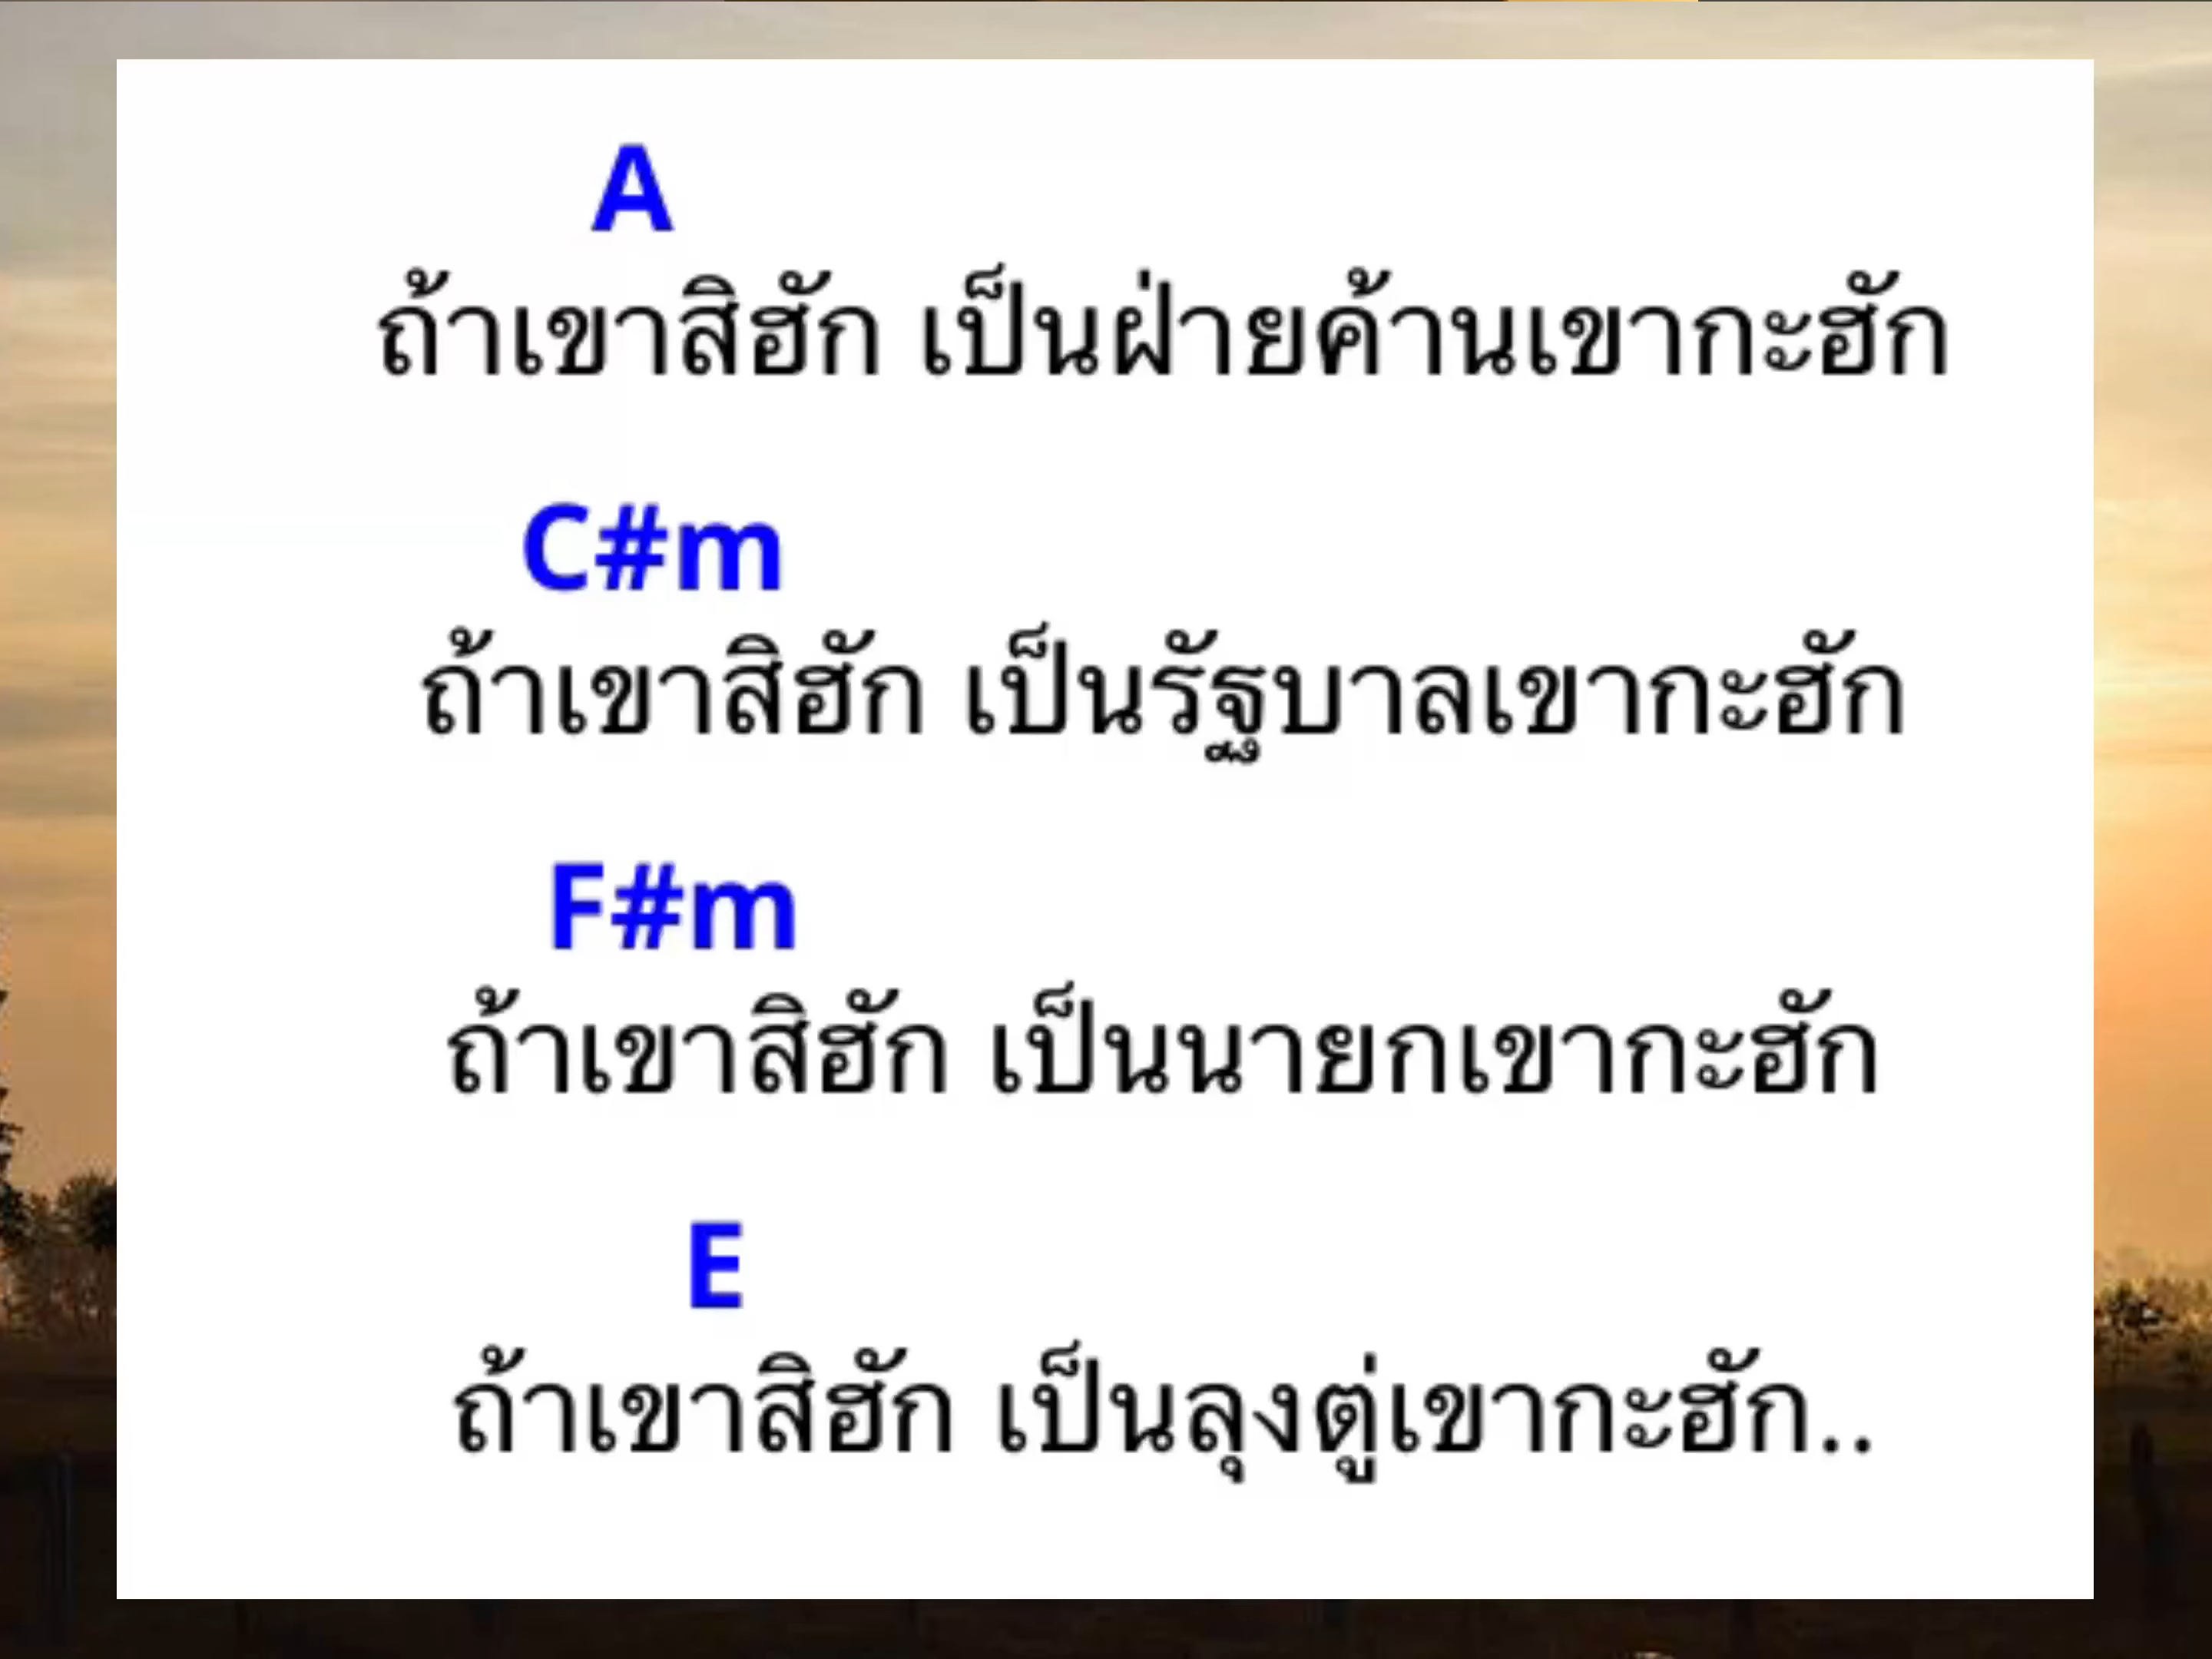 A
ถ้าเขาสิฮัก เป็นฝ่ายค้านเขากะฮัก
C#m
ถ้าเขาสิฮัก เป็นรัฐบาลเขากะฮัก
F#m
ถ้าเขาสิฮัก เป็นนายกเขากะฮัก
E
ถ้าเขาสิฮัก เป็นลุงตู่เขากะฮัก..